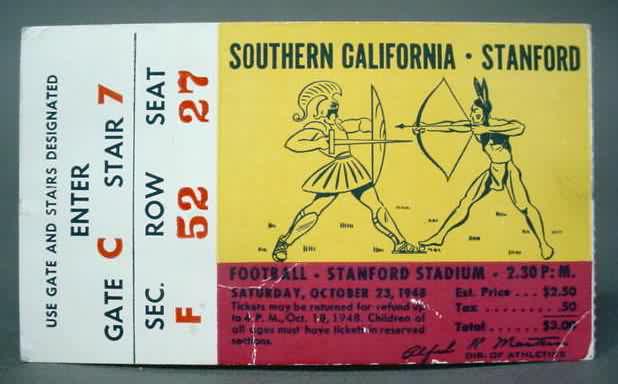 USE GATE AND STAIRS DESIGNATED
ENTER
GATE C STAIR 7
SEC. ROW SEAT
F 52 27
SOUTHERN CALIFORNIA · STANFORD
FOOTBALL · STANFORD STADIUM · 2.30 P: M.
SATURDAY, OCTOBER 23, 1948
Tickets may be returned for refund up
to 4 P. M., Oct. 18, 1948. Children of
all ages must have tickets in reserved
sections.
Est. Price ... $2.50
Tax ........ .50
Total ....... $3.00
DIR. OF ATHLETICS